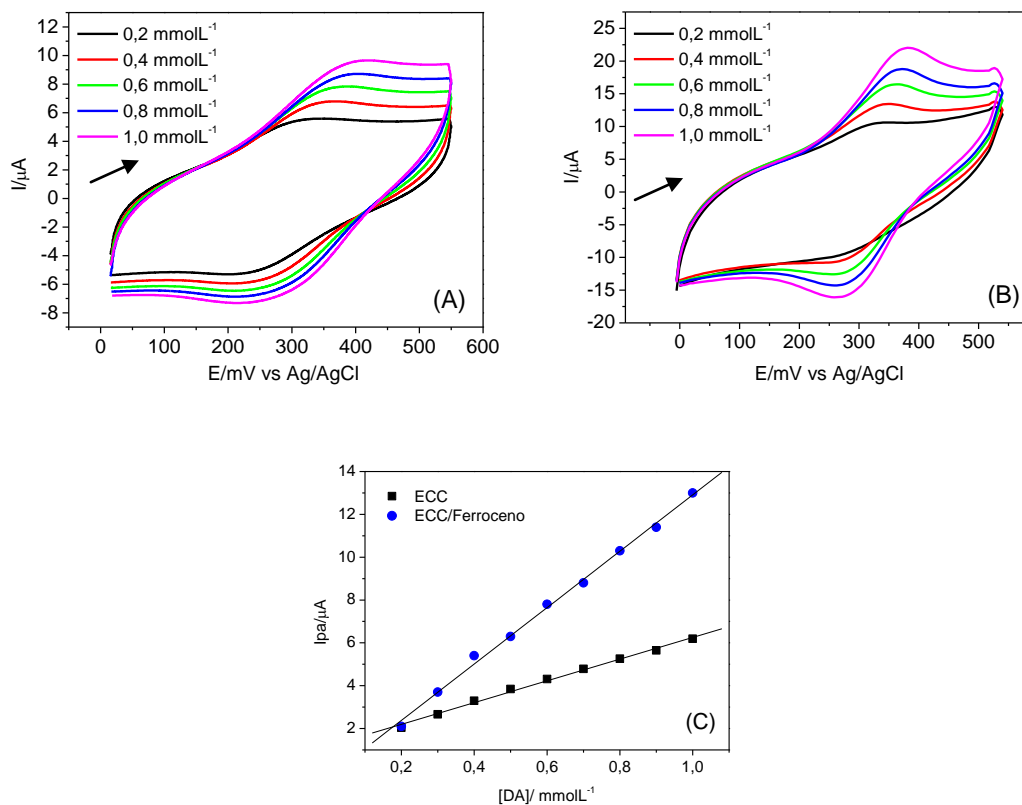 14
12
10
8
6
4
2
0
-2
-4
-6
-8
I/μA
0,2 mmolL⁻¹
0,4 mmolL⁻¹
0,6 mmolL⁻¹
0,8 mmolL⁻¹
1,0 mmolL⁻¹
(A)
0 100 200 300 400 500 600
E/mV vs Ag/AgCl
25
20
15
10
5
0
-5
-10
-15
-20
I/μA
0,2 mmolL⁻¹
0,4 mmolL⁻¹
0,6 mmolL⁻¹
0,8 mmolL⁻¹
1,0 mmolL⁻¹
(B)
0 100 200 300 400 500
E/mV vs Ag/AgCl
14
12
10
8
6
4
2
Ipa/μA
ECC
ECC/Ferroceno
(C)
0,2 0,4 0,6 0,8 1,0
[DA]/ mmolL⁻¹